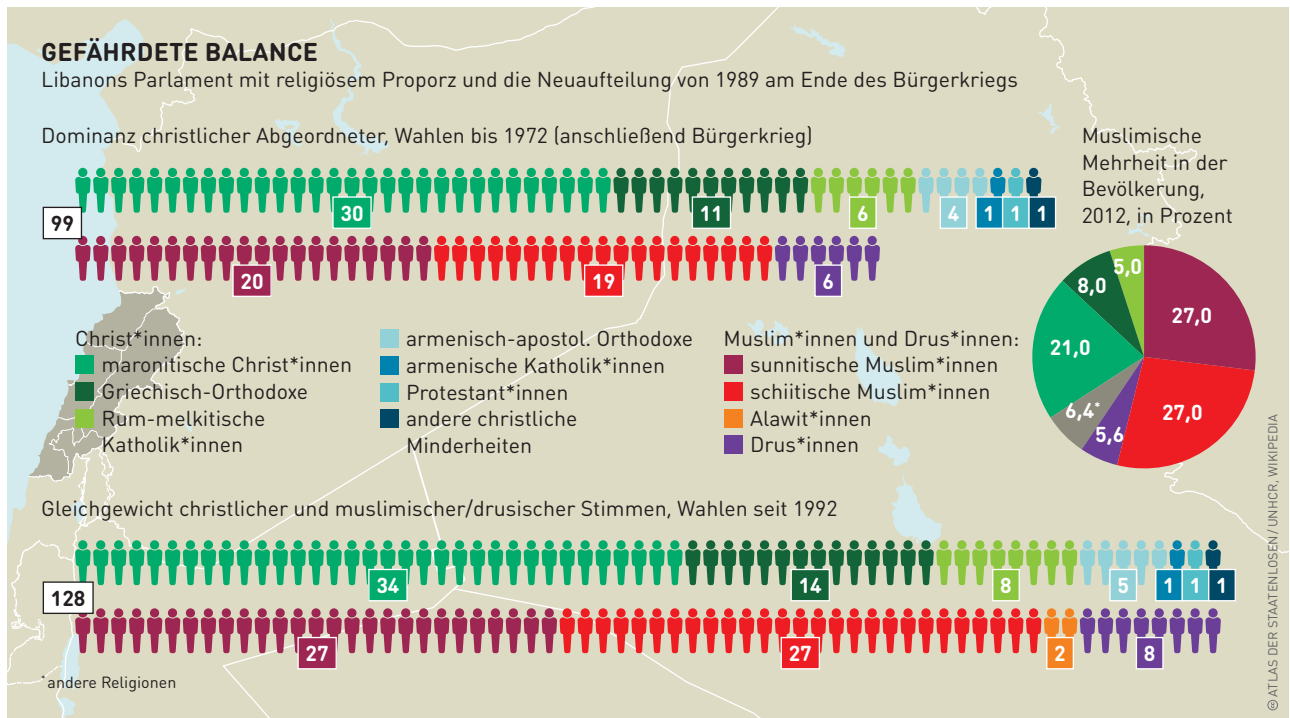 GEFÄHRDETE BALANCE
Libanons Parlament mit religiösem Proporz und die Neuaufteilung von 1989 am Ende des Bürgerkriegs
Dominanz christlicher Abgeordneter, Wahlen bis 1972 (anschließend Bürgerkrieg)
99
30
11
6
4
1
1
1
20
19
6
Muslimische
Mehrheit in der
Bevölkerung,
2012, in Prozent
5,0
8,0
27,0
21,0
6,4*
5,6
27,0
Christ*innen:
maronitische Christ*innen
Griechisch-Orthodoxe
Rum-melkitische
Katholik*innen
armenisch-apostol. Orthodoxe
armenische Katholik*innen
Protestant*innen
andere christliche
Minderheiten
Muslim*innen und Drus*innen:
sunnitische Muslim*innen
schiitische Muslim*innen
Alawit*innen
Drus*innen
Gleichgewicht christlicher und muslimischer/drusischer Stimmen, Wahlen seit 1992
128
34
14
8
5
1
1
1
27
27
2
8
*andere Religionen
© ATLAS DER STAATENLOSEN / UNHCR, WIKIPEDIA